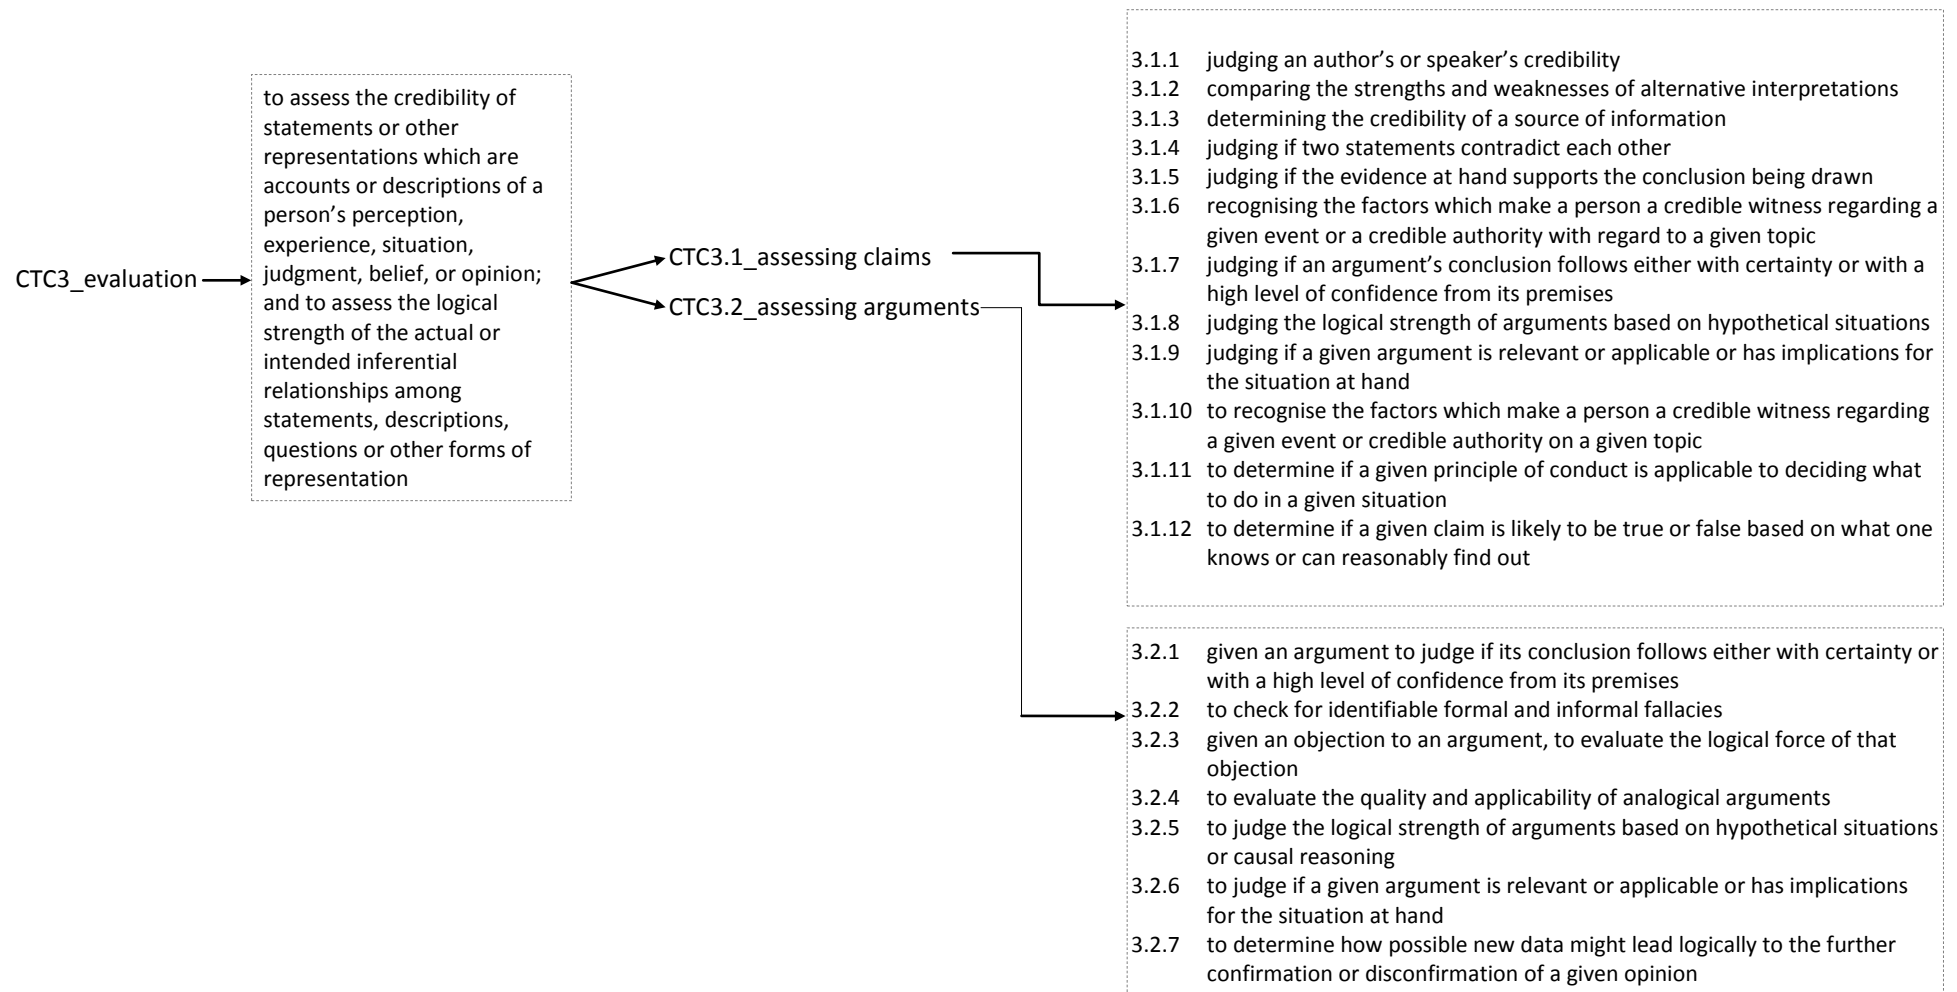 CTC3_evaluation
to assess the credibility of
statements or other
representations which are
accounts or descriptions of a
person’s perception,
experience, situation,
judgment, belief, or opinion;
and to assess the logical
strength of the actual or
intended inferential
relationships among
statements, descriptions,
questions or other forms of
representation
CTC3.1_assessing claims
CTC3.2_assessing arguments
3.1.1 judging an author’s or speaker’s credibility
3.1.2 comparing the strengths and weaknesses of alternative interpretations
3.1.3 determining the credibility of a source of information
3.1.4 judging if two statements contradict each other
3.1.5 judging if the evidence at hand supports the conclusion being drawn
3.1.6 recognising the factors which make a person a credible witness regarding a
given event or a credible authority with regard to a given topic
3.1.7 judging if an argument’s conclusion follows either with certainty or with a
high level of confidence from its premises
3.1.8 judging the logical strength of arguments based on hypothetical situations
3.1.9 judging if a given argument is relevant or applicable or has implications for
the situation at hand
3.1.10 to recognise the factors which make a person a credible witness regarding
a given event or credible authority on a given topic
3.1.11 to determine if a given principle of conduct is applicable to deciding what
to do in a given situation
3.1.12 to determine if a given claim is likely to be true or false based on what one
knows or can reasonably find out
3.2.1 given an argument to judge if its conclusion follows either with certainty or
with a high level of confidence from its premises
3.2.2 to check for identifiable formal and informal fallacies
3.2.3 given an objection to an argument, to evaluate the logical force of that
objection
3.2.4 to evaluate the quality and applicability of analogical arguments
3.2.5 to judge the logical strength of arguments based on hypothetical situations
or causal reasoning
3.2.6 to judge if a given argument is relevant or applicable or has implications
for the situation at hand
3.2.7 to determine how possible new data might lead logically to the further
confirmation or disconfirmation of a given opinion